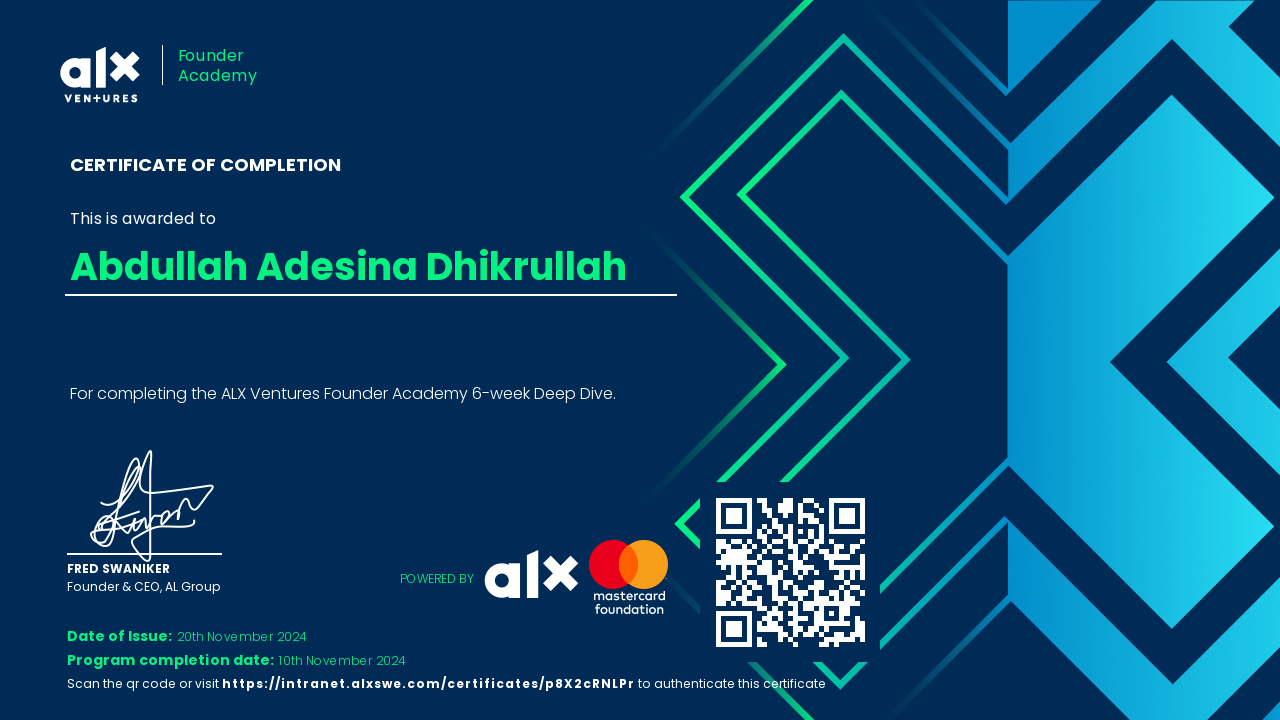 alx
VENTURES
Founder
Academy
CERTIFICATE OF COMPLETION
This is awarded to
Abdullah Adesina Dhikrullah
For completing the ALX Ventures Founder Academy 6-week Deep Dive.
FRED SWANIKER
Founder & CEO, AL Group
POWERED BY
alx
mastercard
foundation
Date of Issue: 20th November 2024
Program completion date: 10th November 2024
Scan the qr code or visit https://intranet.alxswe.com/certificates/p8X2cRNLPr to authenticate this certificate